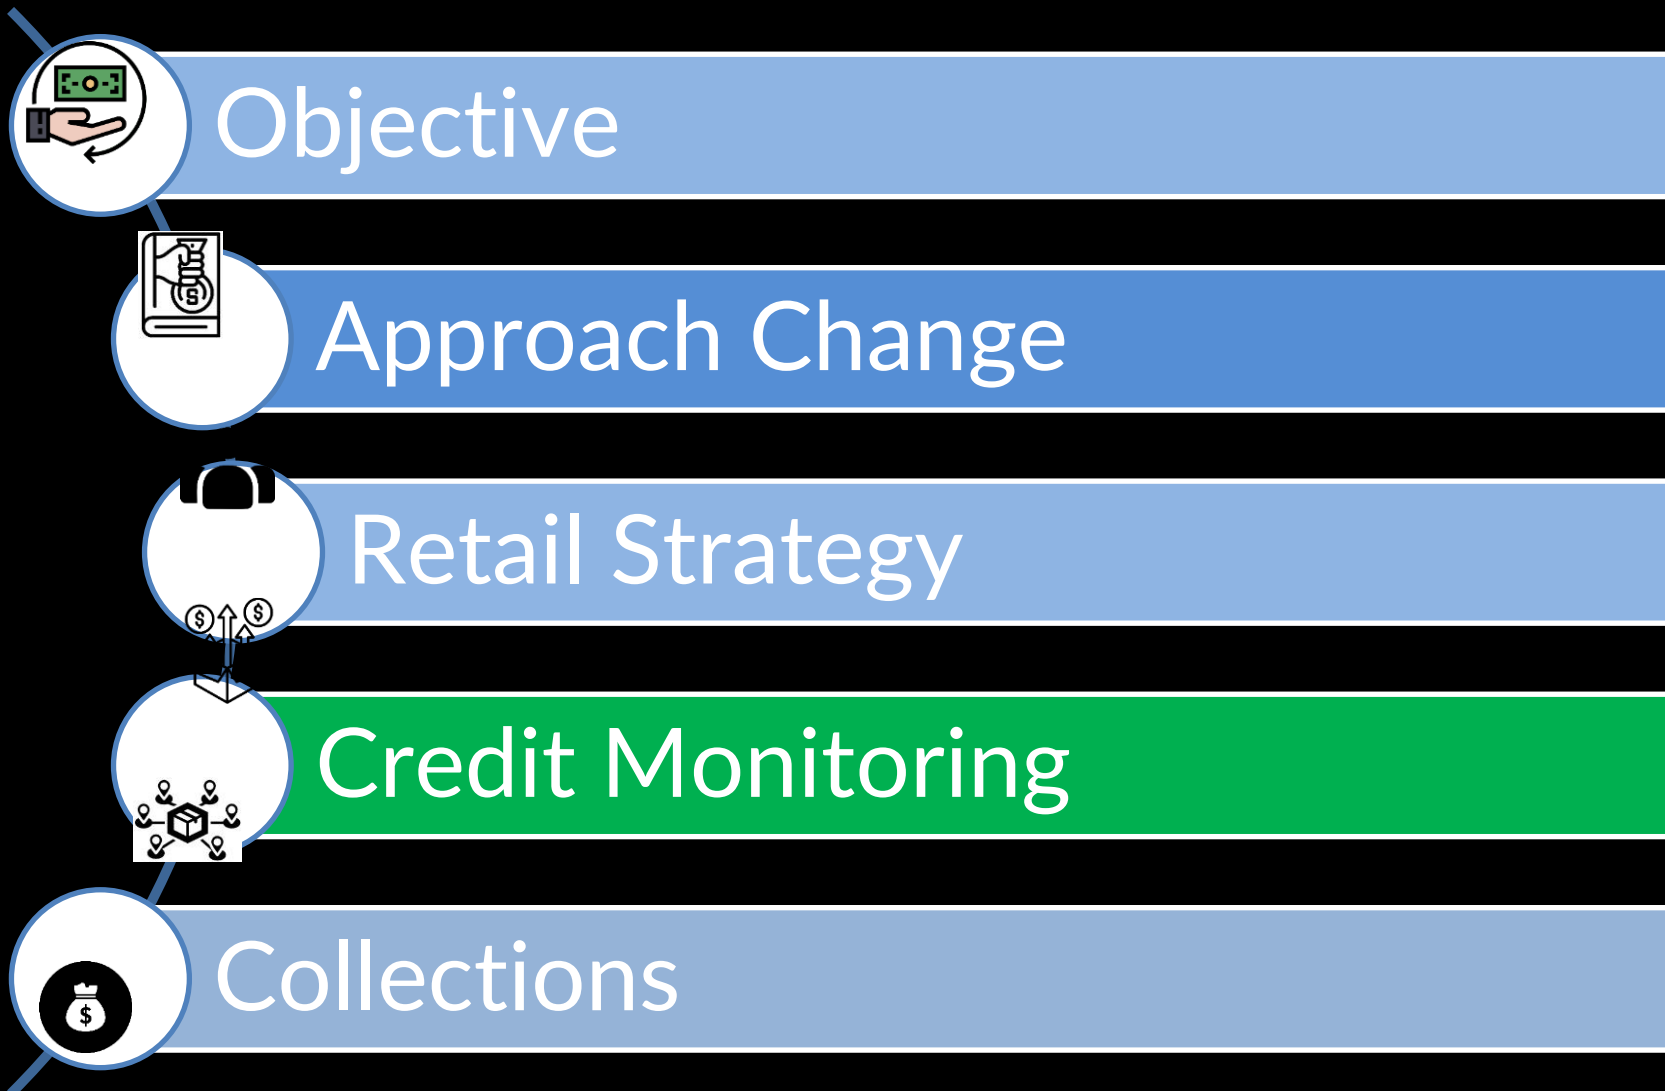 Objective
Approach Change
Retail Strategy
$ $
Credit Monitoring
Collections
$